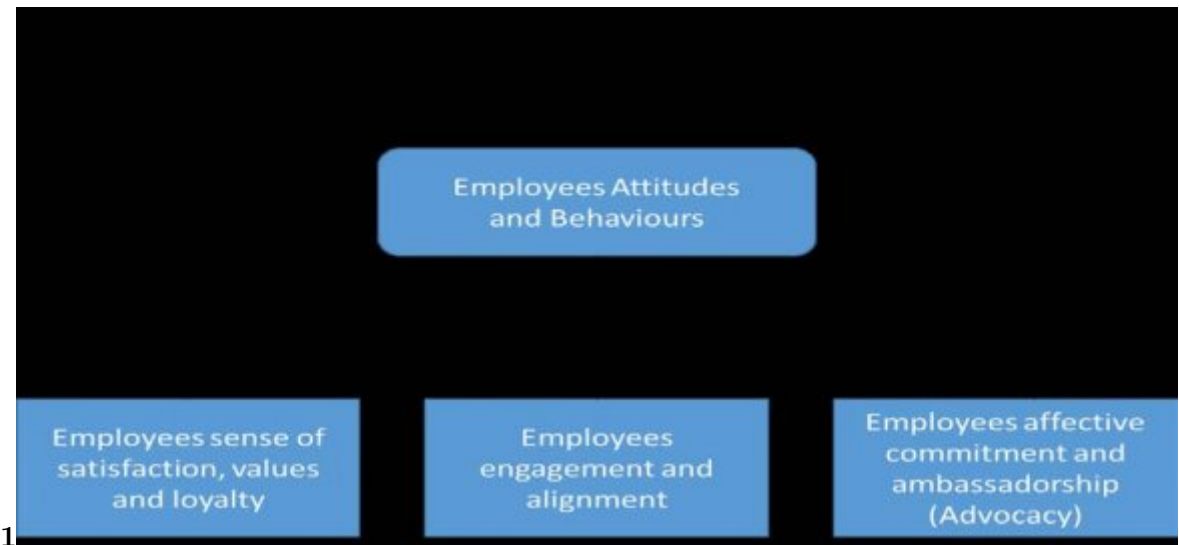 Employees Attitudes
and Behaviours
Employees sense of
satisfaction, values
and loyalty
Employees
engagement and
alignment
Employees affective
commitment and
ambassadorship
(Advocacy)
1